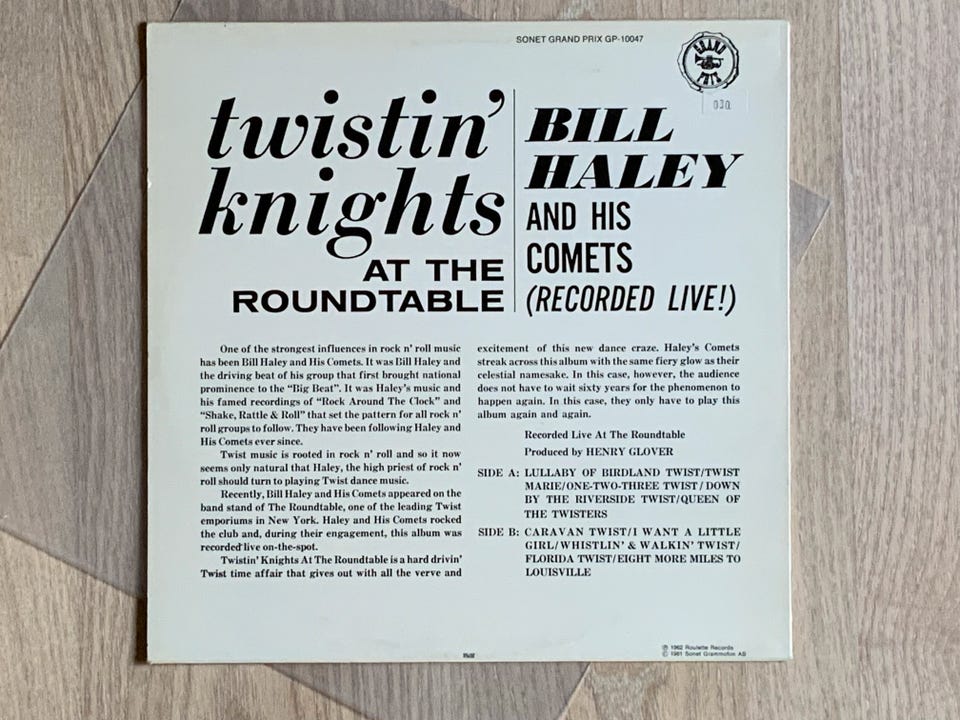 SONET GRAND PRIX GP-10047
GRAND
PRIX
030
twistin’
knights
AT THE
ROUNDTABLE
BILL
HALEY
AND HIS
COMETS
(RECORDED LIVE!)
One of the strongest influences in rock n' roll music
has been Bill Haley and His Comets. It was Bill Haley and
the driving beat of his group that first brought national
prominence to the “Big Beat”. It was Haley's music and
his famed recordings of “Rock Around The Clock” and
“Shake, Rattle & Roll” that set the pattern for all rock n'
roll groups to follow. They have been following Haley and
His Comets ever since.
Twist music is rooted in rock n' roll and so it now
seems only natural that Haley, the high priest of rock n'
roll should turn to playing Twist dance music.
Recently, Bill Haley and His Comets appeared on the
band stand of The Roundtable, one of the leading Twist
emporiums in New York. Haley and His Comets rocked
the club and, during their engagement, this album was
recorded live on-the-spot.
Twistin' Knights At The Roundtable is a hard drivin'
Twist time affair that gives out with all the verve and
excitement of this new dance craze. Haley's Comets
streak across this album with the same fiery glow as their
celestial namesake. In this case, however, the audience
does not have to wait sixty years for the phenomenon to
happen again. In this case, they only have to play this
album again and again.
Recorded Live At The Roundtable
Produced by HENRY GLOVER
SIDE A: LULLABY OF BIRDLAND TWIST/TWIST
MARIE/ONE-TWO-THREE TWIST/DOWN
BY THE RIVERSIDE TWIST/QUEEN OF
THE TWISTERS
SIDE B: CARAVAN TWIST/I WANT A LITTLE
GIRL/WHISTLIN' & WALKIN' TWIST/
FLORIDA TWIST/EIGHT MORE MILES TO
LOUISVILLE
℗ 1962 Roulette Records
© 1981 Sonet Grammofon AB